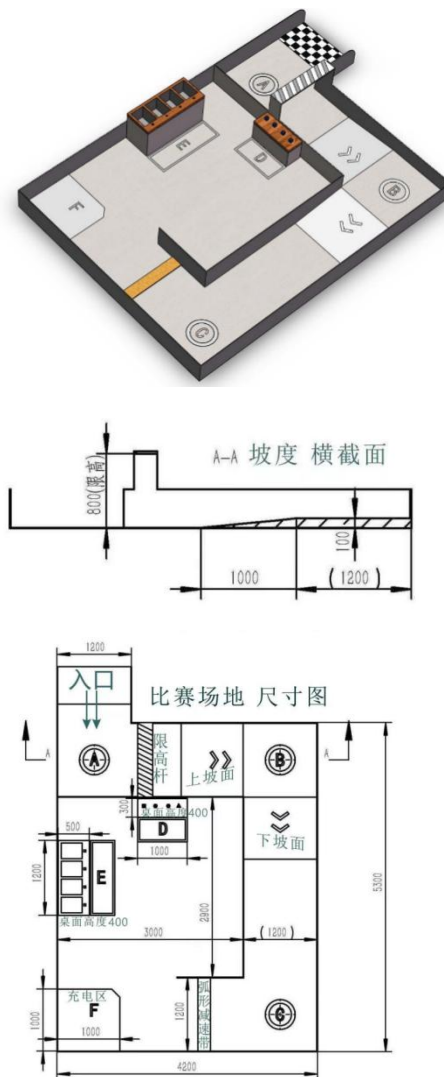 A
E
D
B
F
C
A-A 坡度 横截面
800(限高)
100
1000
(1200)
1200
入口
比赛场地 尺寸图
A
A
A
限高杆
上坡面
B
300
桌面高度400
D
下坡面
500
1000
1200
E
5300
2900
桌面高度400
3000
(1200)
充电区
F
1000
1000
1200
弧形减速带
C
4200